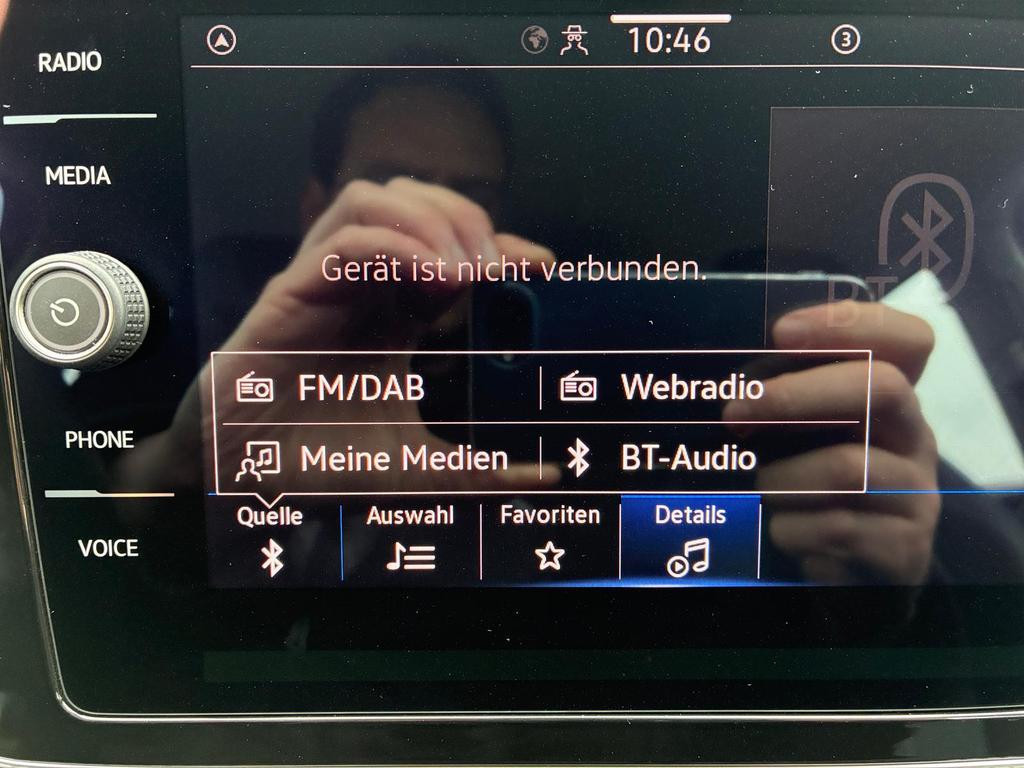 RADIO
10:46
3
MEDIA
Gerät ist nicht verbunden.
BT
FM/DAB
Webradio
PHONE
Meine Medien
BT-Audio
Quelle
Auswahl
Favoriten
Details
VOICE